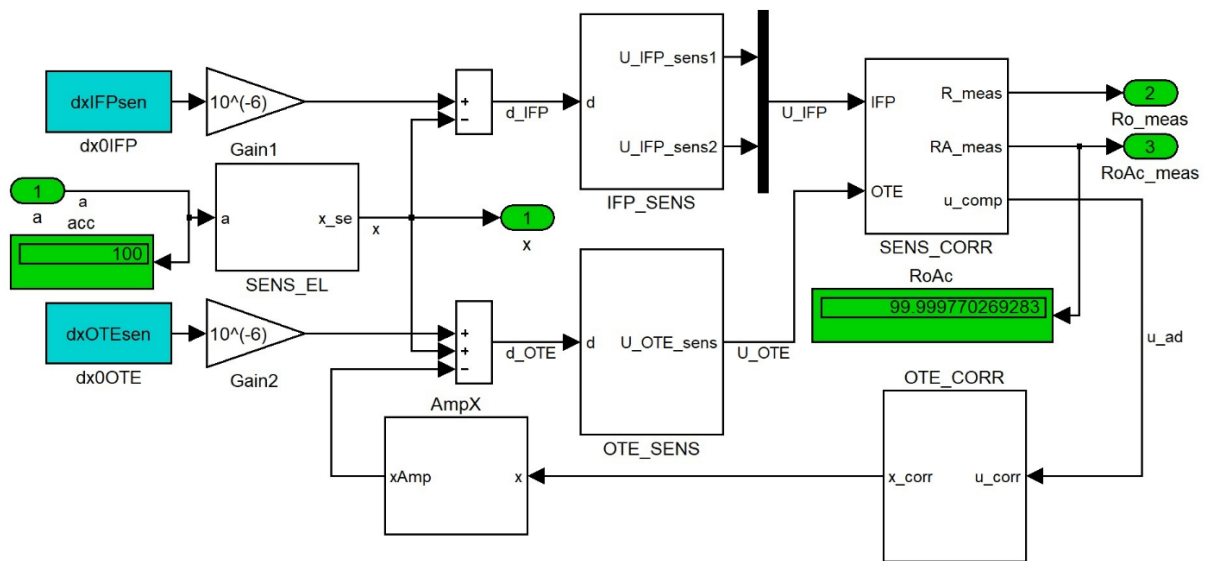 dxIFPsen
dx0IFP
10^(-6)
Gain1
+
−
d_IFP
d
U_IFP_sens1
U_IFP_sens2
IFP_SENS
U_IFP
IFP
OTE
R_meas
RA_meas
u_comp
SENS_CORR
2
Ro_meas
3
RoAc_meas
1
a
a
acc
100
a
x_se
SENS_EL
x
1
x
RoAc
99.999770269283
dxOTEsen
dx0OTE
10^(-6)
Gain2
+
+
−
d_OTE
d
U_OTE_sens
OTE_SENS
U_OTE
u_ad
AmpX
xAmp
x
OTE_CORR
x_corr
u_corr